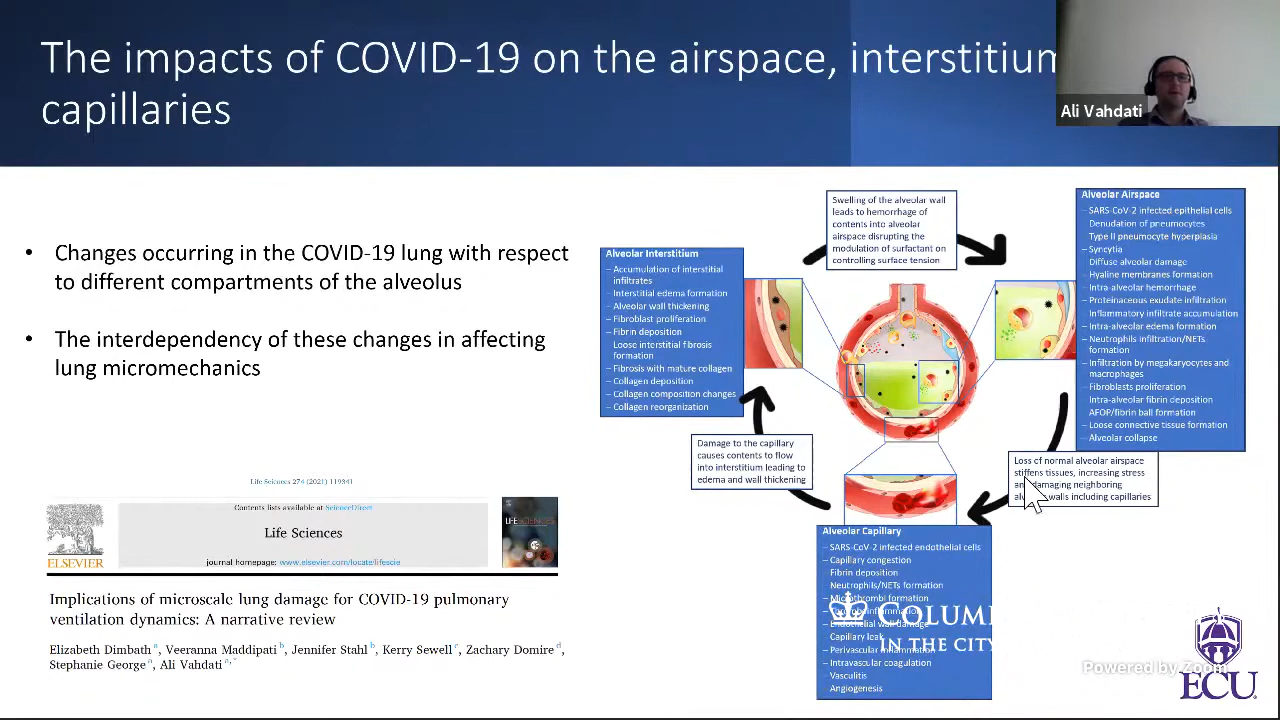 The impacts of COVID-19 on the airspace, interstitium
capillaries
Ali Vahdati
• Changes occurring in the COVID-19 lung with respect
to different compartments of the alveolus
• The interdependency of these changes in affecting
lung micromechanics
Swelling of the alveolar wall
leads to hemorrhage of
contents into alveolar
airspace disrupting the
modulation of surfactant on
controlling surface tension
Alveolar Interstitium
– Accumulation of interstitial
infiltrates
– Interstitial edema formation
– Alveolar wall thickening
– Fibroblast proliferation
– Fibrin deposition
– Loose interstitial fibrosis
formation
– Fibrosis with mature collagen
– Collagen deposition
– Collagen composition changes
– Collagen reorganization
Alveolar Airspace
– SARS-CoV-2 infected epithelial cells
– Denudation of pneumocytes
– Type II pneumocyte hyperplasia
– Syncytia
– Diffuse alveolar damage
– Hyaline membranes formation
– Intra-alveolar hemorrhage
– Proteinaceous exudate infiltration
– Inflammatory infiltrate accumulation
– Intra-alveolar edema formation
– Neutrophils infiltration/NETs
formation
– Infiltration by megakaryocytes and
macrophages
– Fibroblasts proliferation
– Intra-alveolar fibrin deposition
– AFOP/fibrin ball formation
– Loose connective tissue formation
– Alveolar collapse
Damage to the capillary
causes contents to flow
into interstitium leading to
edema and wall thickening
Loss of normal alveolar airspace
stiffens tissues, increasing stress
and damaging neighboring
walls including capillaries
Alveolar Capillary
– SARS-CoV-2 infected endothelial cells
– Capillary congestion
– Fibrin deposition
– Neutrophils/NETs formation
– Microthrombi formation
– Endothelial wall damage
– Capillary leak
– Perivascular inflammation
– Intravascular coagulation
– Vasculitis
– Angiogenesis
Life Sciences 274 (2021) 119341
Contents lists available at ScienceDirect
Life Sciences
journal homepage: www.elsevier.com/locate/lifescie
ELSEVIER
LIFE SCIENCES
Implications of microscale lung damage for COVID-19 pulmonary
ventilation dynamics: A narrative review
Elizabeth Dimbath a, Veeranna Maddipati b, Jennifer Stahl b, Kerry Sewell c, Zachary Domire d,
Stephanie George a, Ali Vahdati a,*
COLUM
IN THE CITY
Powered by Zoom
ECU